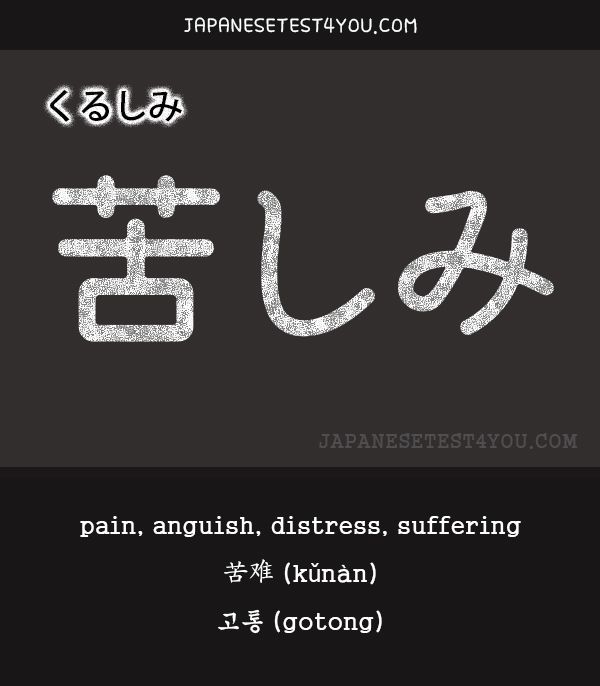 JAPANESETEST4YOU.COM
くるしみ
苦しみ
JAPANESETEST4YOU.COM
pain, anguish, distress, suffering
苦难 (kǔnàn)
고통 (gotong)